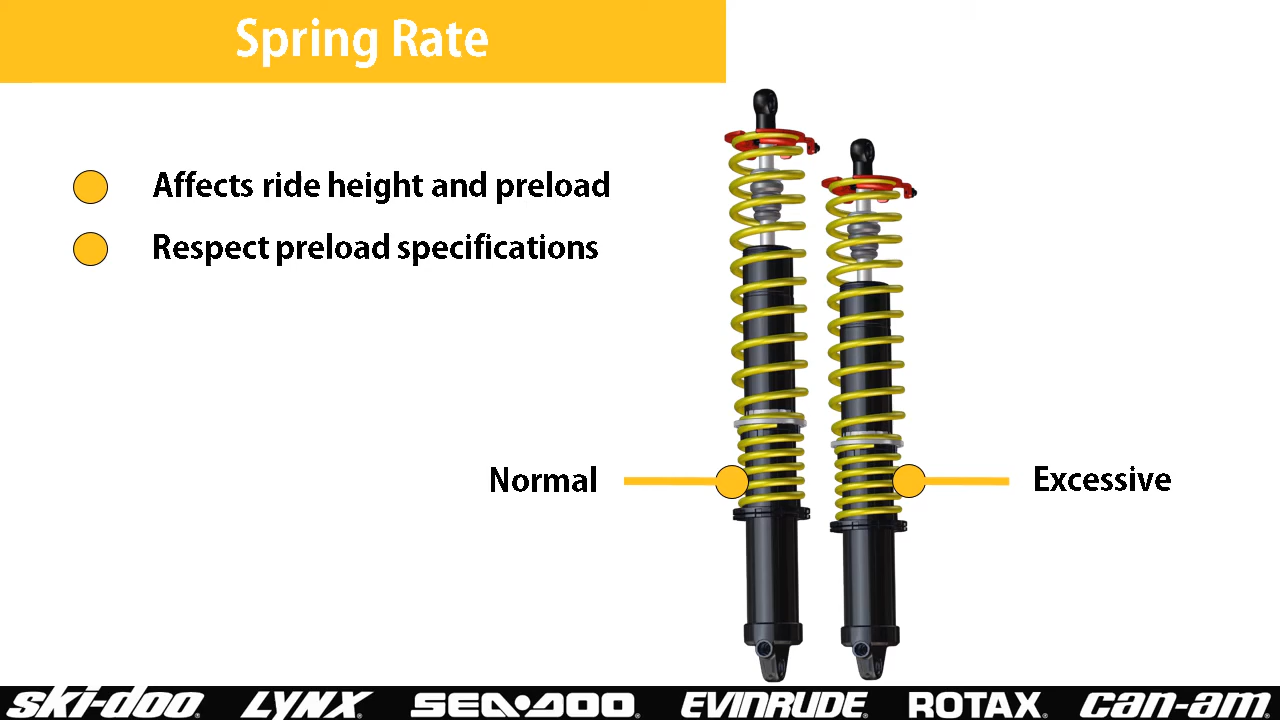 Spring Rate
Affects ride height and preload
Respect preload specifications
Normal
Excessive
ski-doo. LYNX. SEA-DOO. EVINRUDE. ROTAX. can-am.